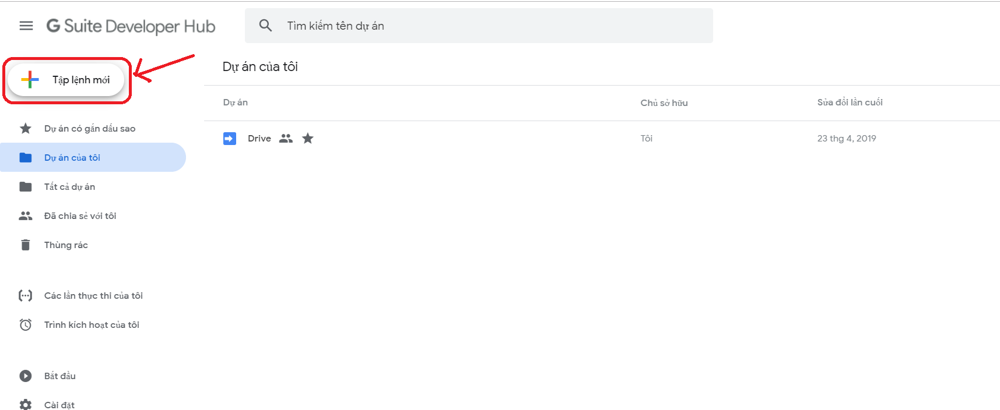 G Suite Developer Hub
Tìm kiếm tên dự án
Tập lệnh mới
Dự án có gắn dấu sao
Dự án của tôi
Tất cả dự án
Đã chia sẻ với tôi
Thùng rác
Các lần thực thi của tôi
Trình kích hoạt của tôi
Bắt đầu
Cài đặt
Dự án của tôi
Dự án Chủ sở hữu Sửa đổi lần cuối
Drive Tôi 23 thg 4, 2019